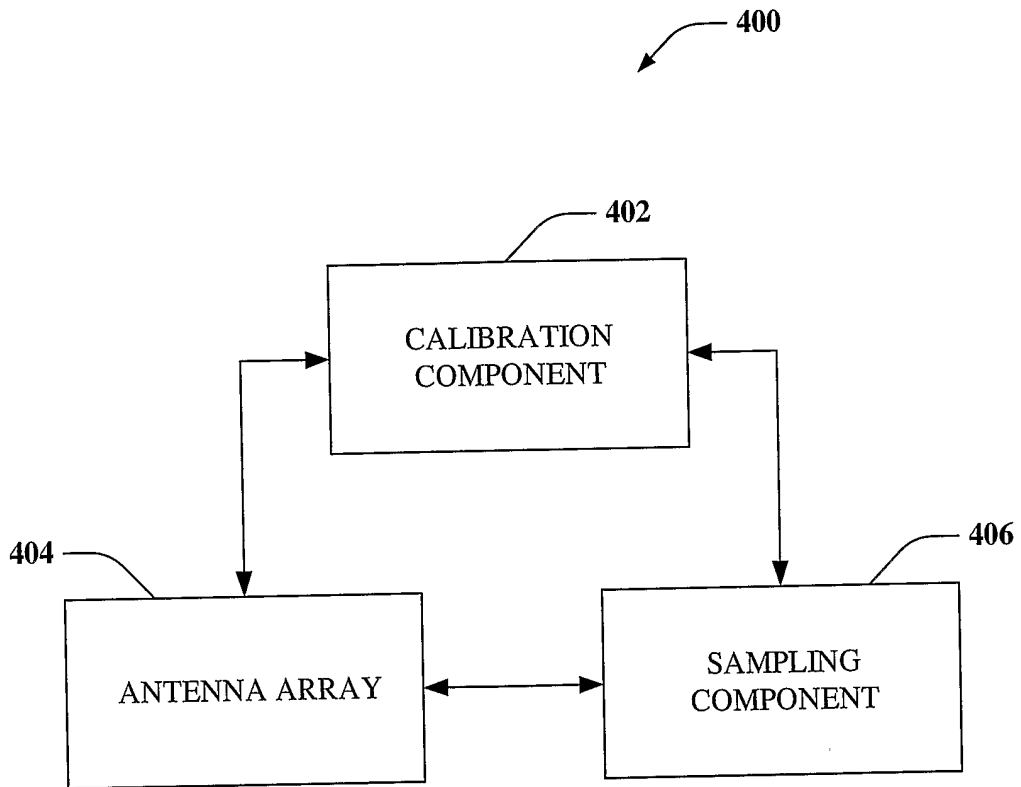 400
402
CALIBRATION
COMPONENT
404
406
ANTENNA ARRAY
SAMPLING
COMPONENT